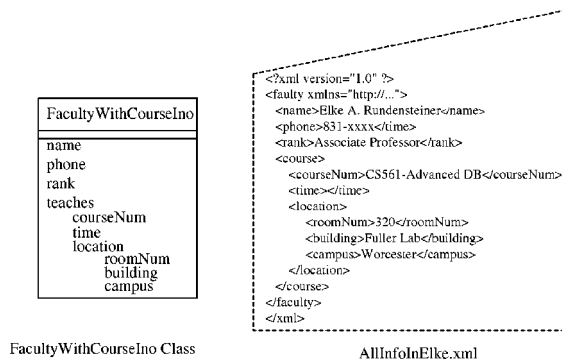 FacultyWithCourseIno
name
phone
rank
teaches
courseNum
time
location
roomNum
building
campus
FacultyWithCourseIno Class
<?xml version="1.0" ?>
<faulty xmlns="http://...">
<name>Elke A. Rundensteiner</name>
<phone>831-xxxx</time>
<rank>Associate Professor</rank>
<course>
<courseNum>CS561-Advanced DB</courseNum>
<time></time>
<location>
<roomNum>320</roomNum>
<building>Fuller Lab</building>
<campus>Worcester</campus>
</location>
</course>
</faculty>
</xml>
AllInfoInElke.xml